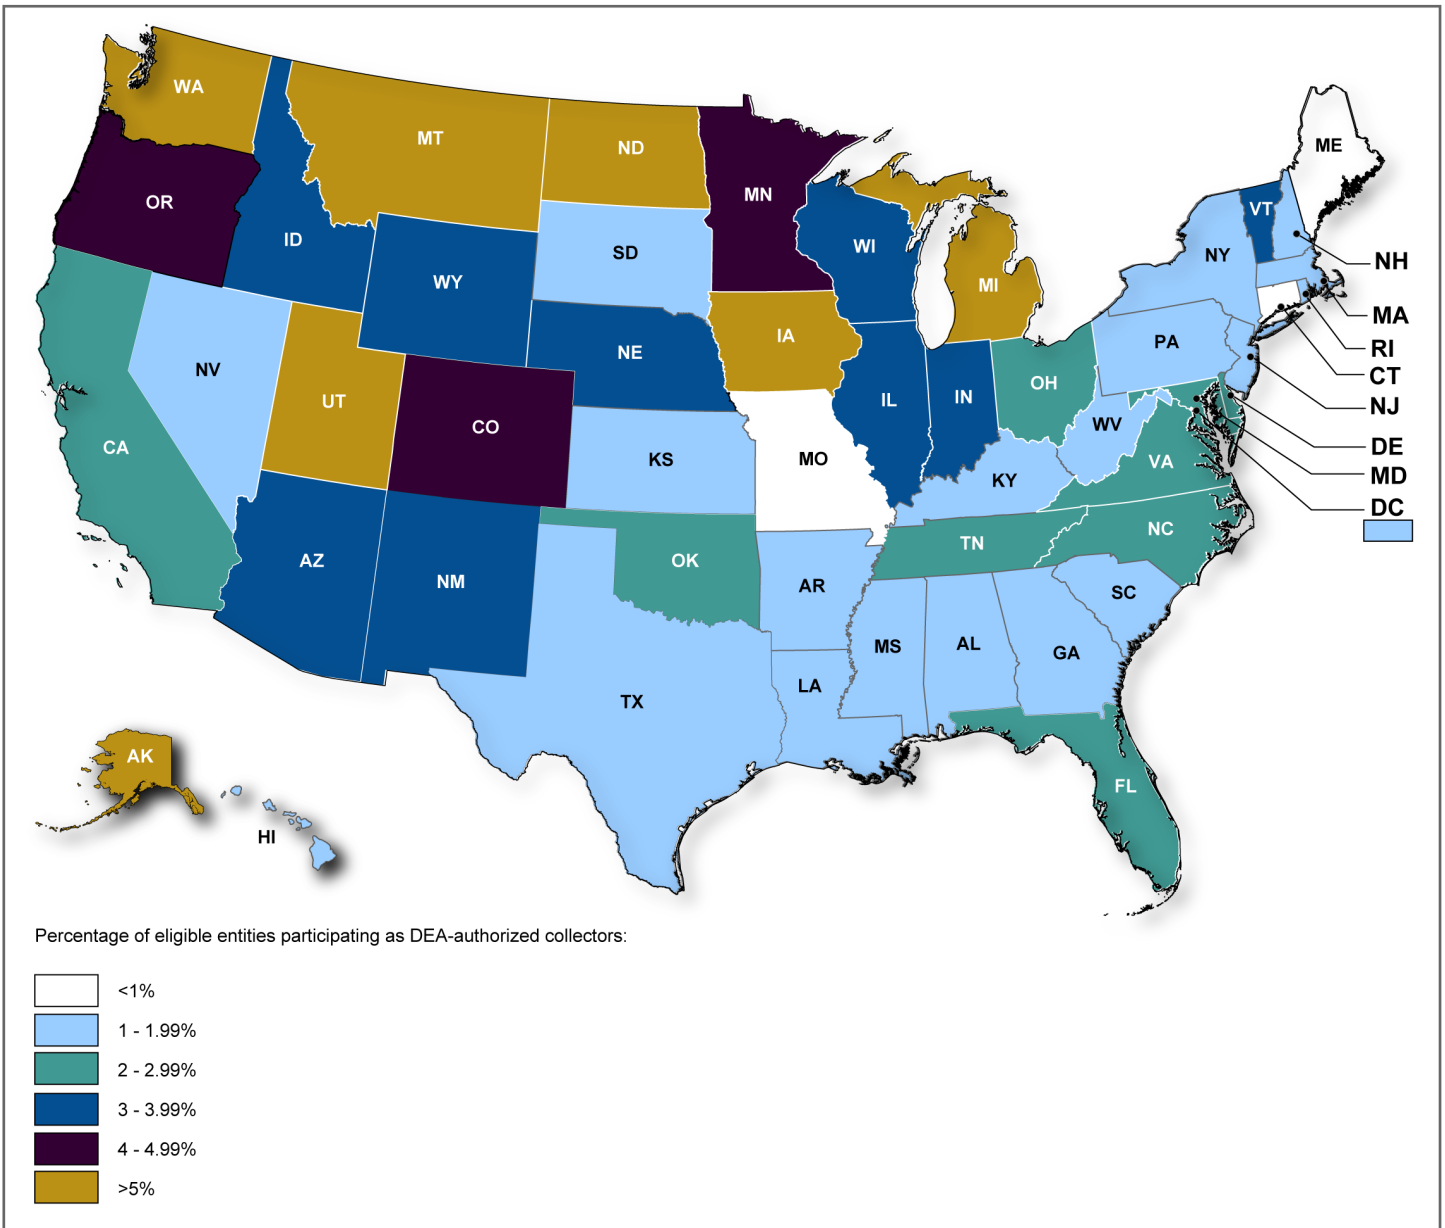 WA
MT
ND
MN
ME
OR
ID
WY
SD
WI
MI
NY
VT
NH
MA
RI
CT
NJ
DE
MD
DC
NV
UT
CO
NE
IA
IL
IN
OH
PA
WV
VA
CA
KS
MO
KY
AZ
NM
OK
TN
NC
AR
SC
MS
AL
GA
TX
LA
FL
AK
HI
Percentage of eligible entities participating as DEA-authorized collectors:
<1%
1 - 1.99%
2 - 2.99%
3 - 3.99%
4 - 4.99%
>5%